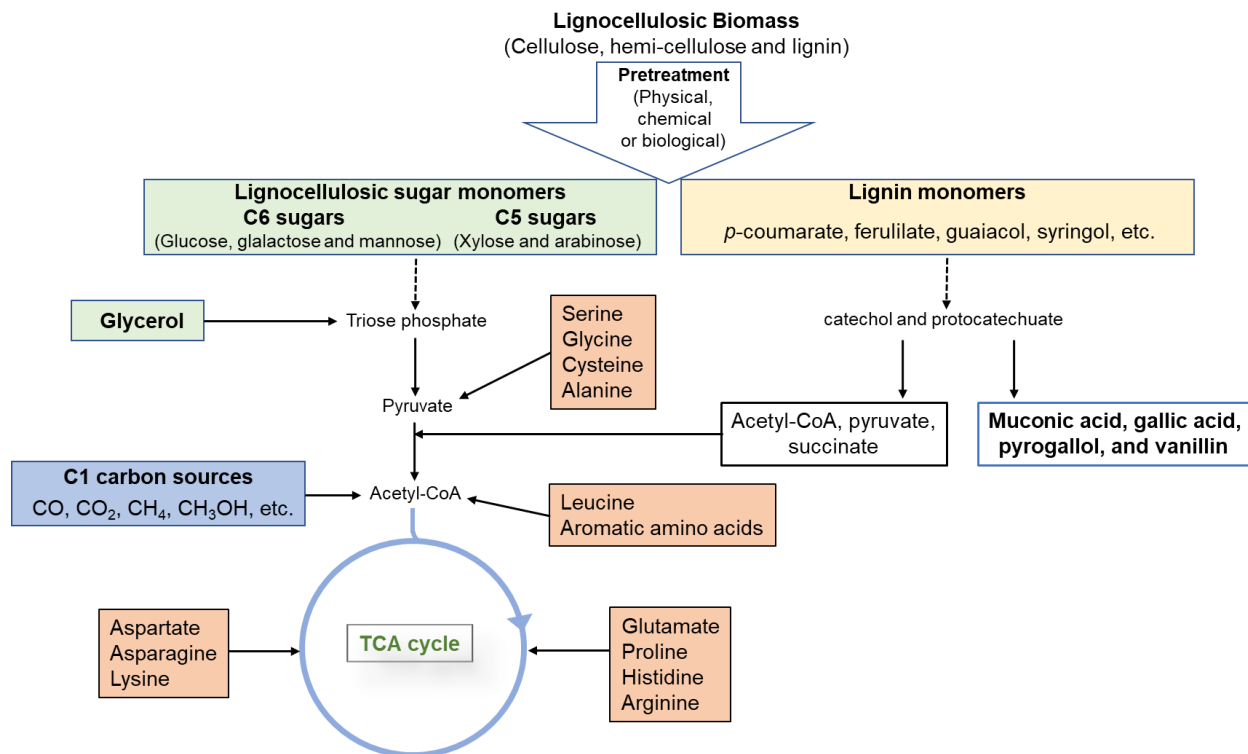 Lignocellulosic Biomass
(Cellulose, hemi-cellulose and lignin)
Pretreatment
(Physical,
chemical
or biological)
Lignocellulosic sugar monomers
C6 sugars C5 sugars
(Glucose, glalactose and mannose) (Xylose and arabinose)
Lignin monomers
p-coumarate, ferulilate, guaiacol, syringol, etc.
Glycerol
Triose phosphate
Serine
Glycine
Cysteine
Alanine
catechol and protocatechuate
Pyruvate
Acetyl-CoA, pyruvate,
succinate
Muconic acid, gallic acid,
pyrogallol, and vanillin
C1 carbon sources
CO, CO₂, CH₄, CH₃OH, etc.
Acetyl-CoA
Leucine
Aromatic amino acids
Aspartate
Asparagine
Lysine
TCA cycle
Glutamate
Proline
Histidine
Arginine